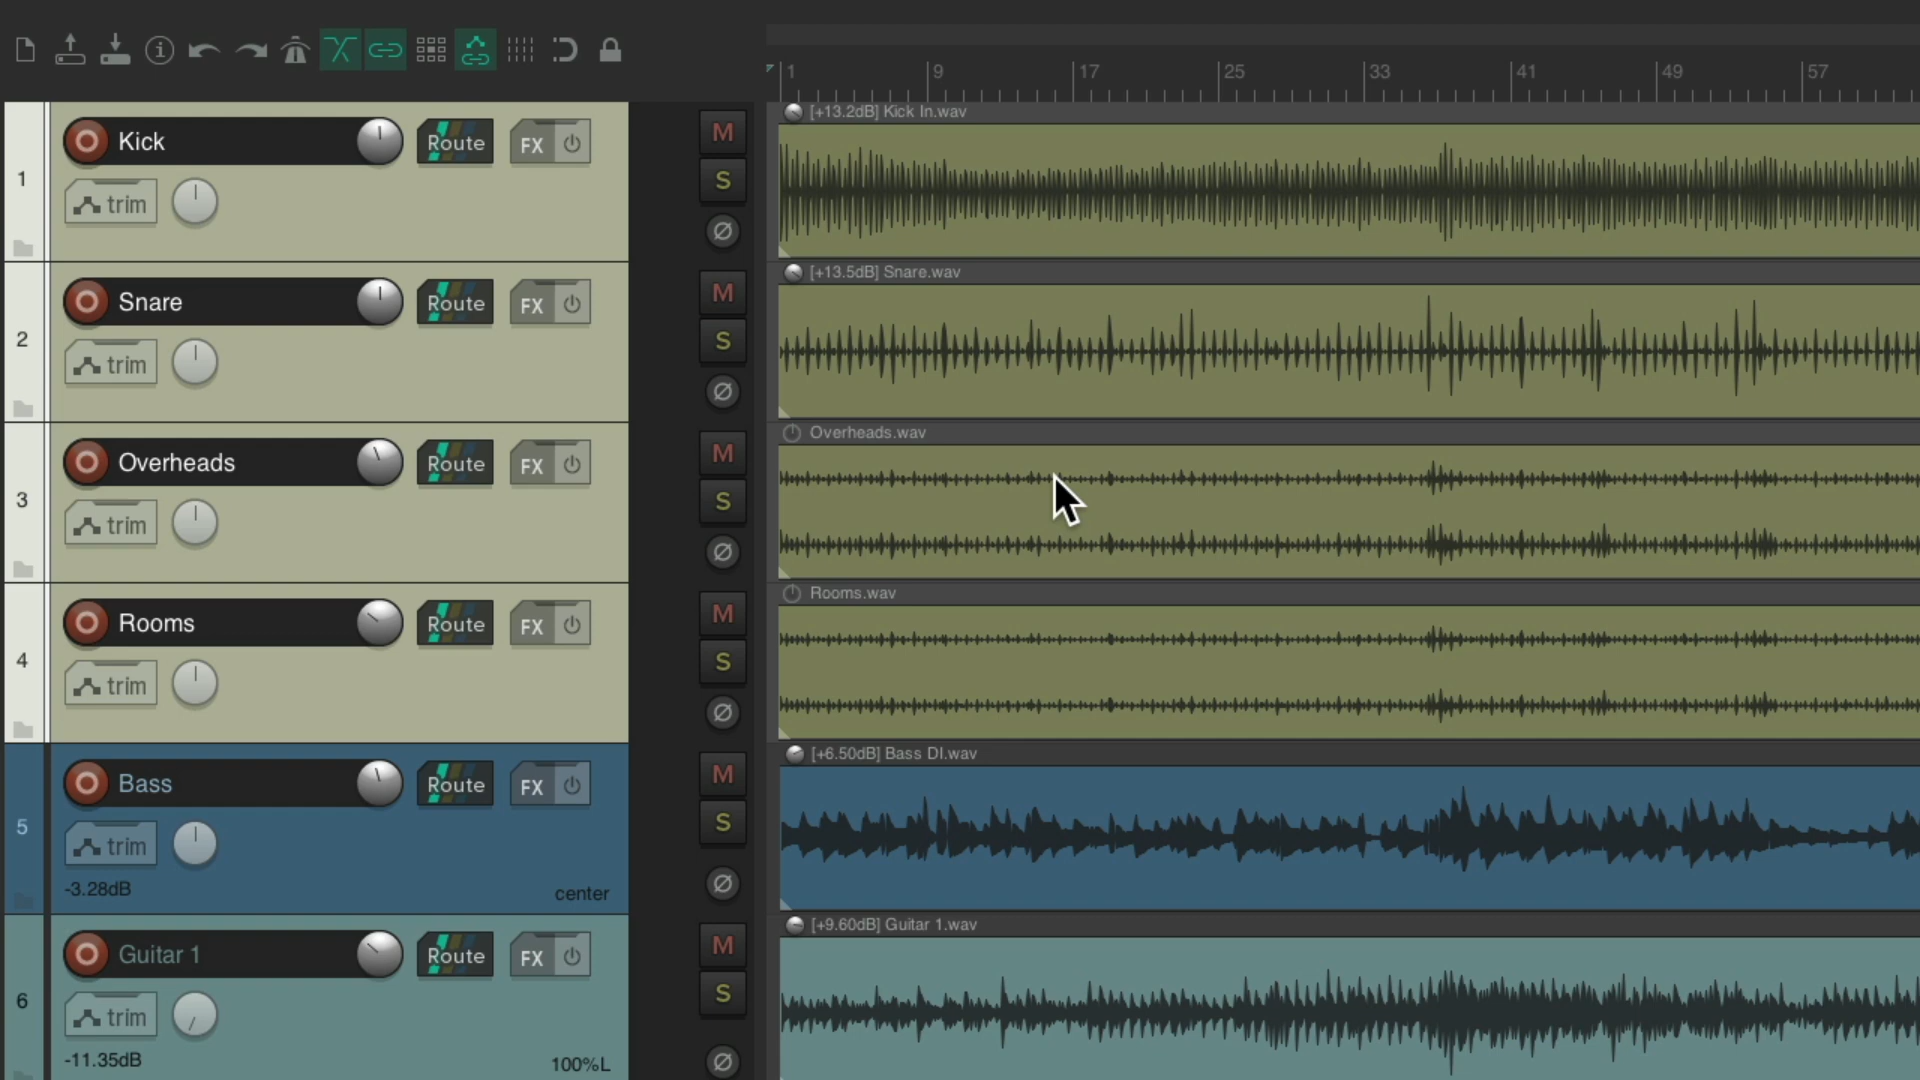 1 9 17 25 33 41 49 57
1
Kick
Route
FX
trim
M
S
[+13.2dB] Kick In.wav
2
Snare
Route
FX
trim
M
S
[+13.5dB] Snare.wav
3
Overheads
Route
FX
trim
M
S
Overheads.wav
4
Rooms
Route
FX
trim
M
S
Rooms.wav
5
Bass
Route
FX
trim
-3.28dB
center
M
S
[+6.50dB] Bass DI.wav
6
Guitar 1
Route
FX
trim
-11.35dB
100%L
M
S
[+9.60dB] Guitar 1.wav